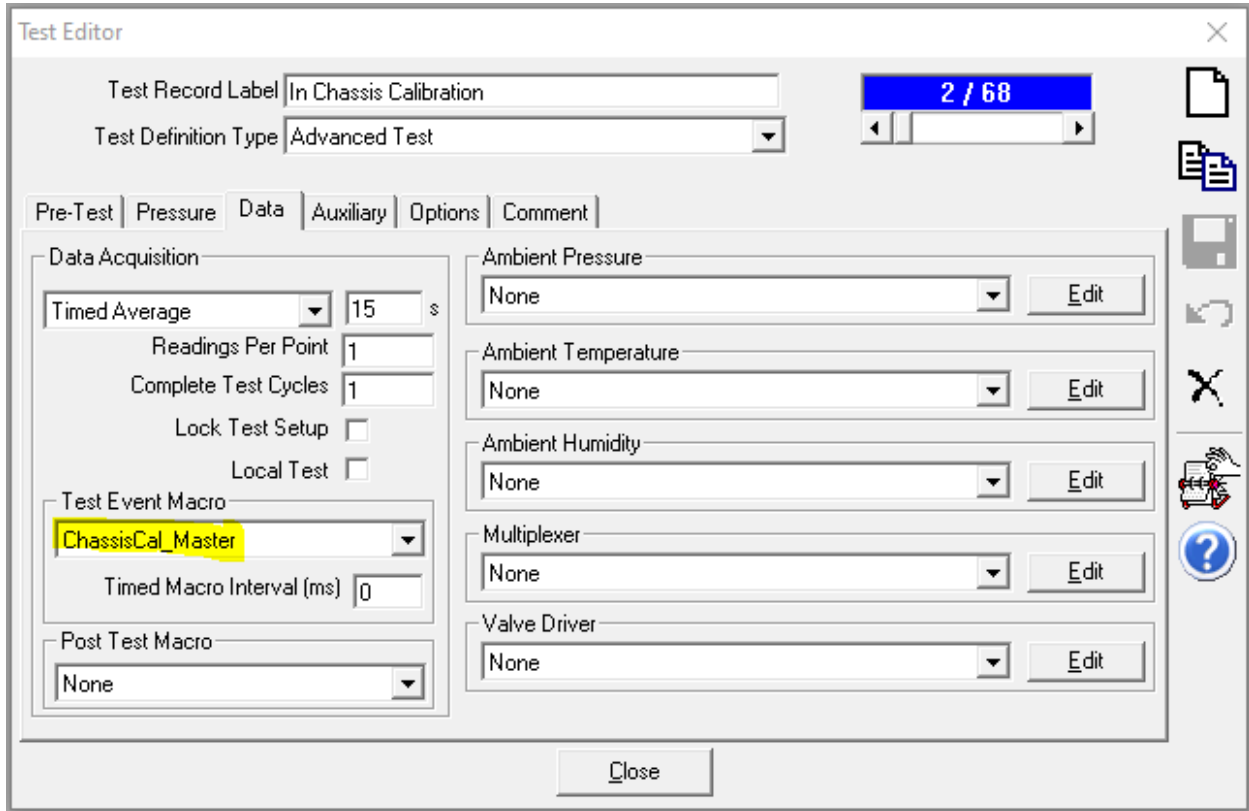 Test Editor
Test Record Label In Chassis Calibration
2 / 68
Test Definition Type Advanced Test
Pre-Test Pressure Data Auxiliary Options Comment
Data Acquisition
Timed Average 15 s
Readings Per Point 1
Complete Test Cycles 1
Lock Test Setup
Local Test
Test Event Macro
ChassisCal_Master
Timed Macro Interval (ms) 0
Post Test Macro
None
Ambient Pressure
None Edit
Ambient Temperature
None Edit
Ambient Humidity
None Edit
Multiplexer
None Edit
Valve Driver
None Edit
?
Close